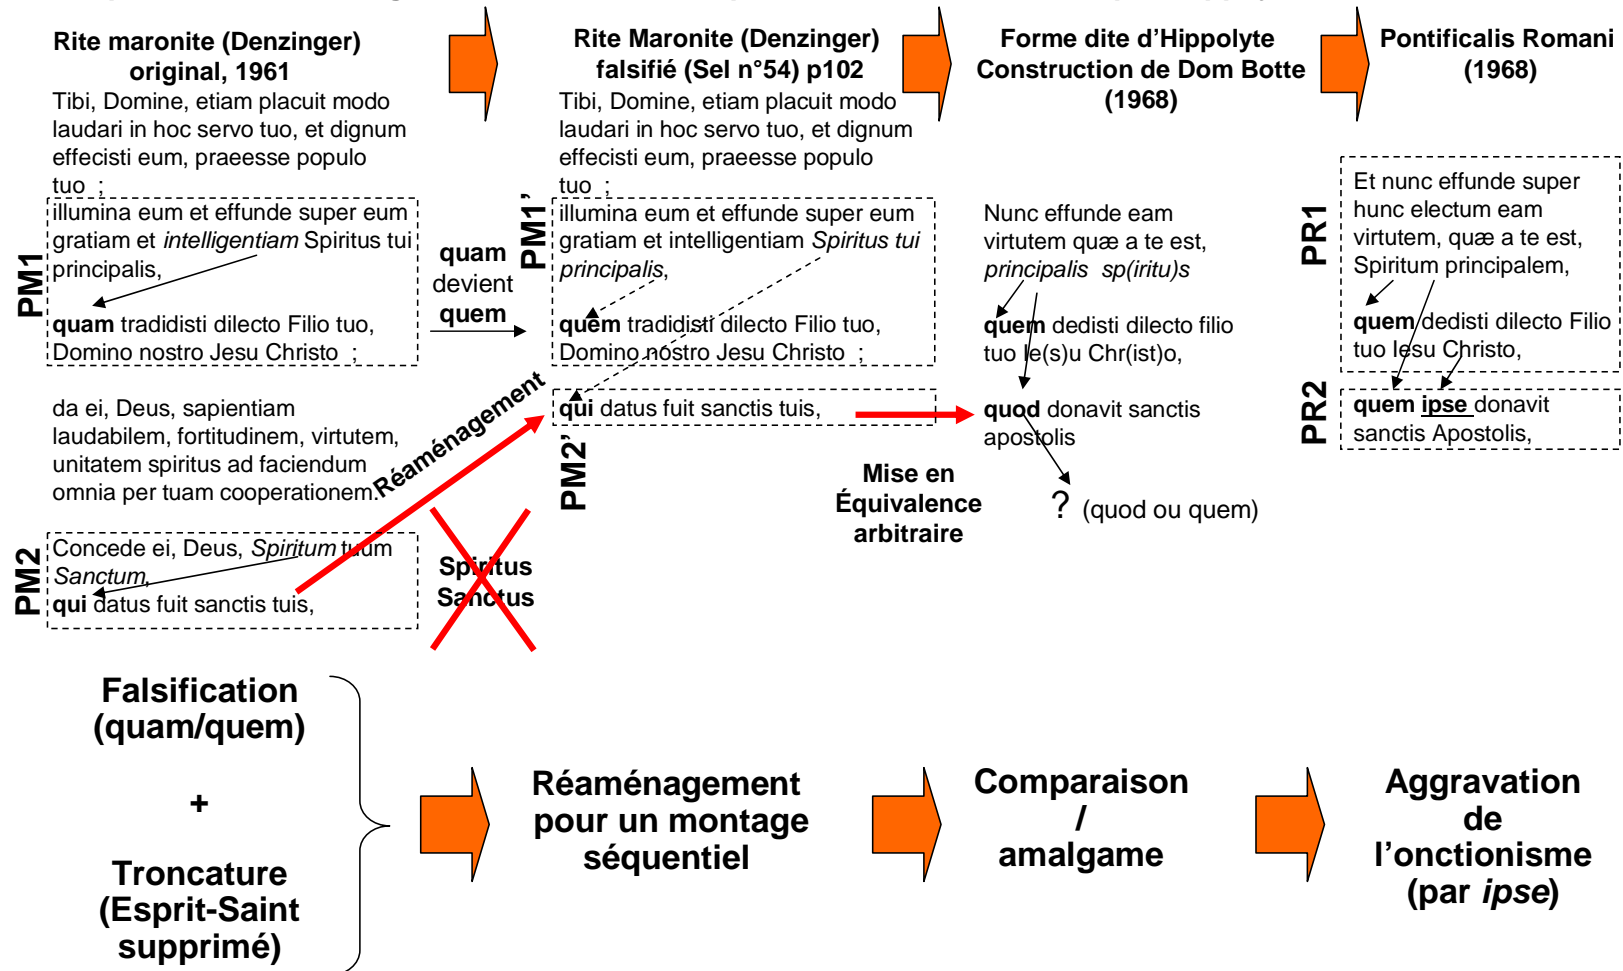 Rite maronite (Denzinger)
original, 1961
Tibi, Domine, etiam placuit modo
laudari in hoc servo tuo, et dignum
effecisti eum, praeesse populo
tuo ;
PM1
illumina eum et effunde super eum
gratiam et intelligentiam Spiritus tui
principalis,
quam tradidisti dilecto Filio tuo,
Domino nostro Jesu Christo ;
da ei, Deus, sapientiam
laudabilem, fortitudinem, virtutem,
unitatem spiritus ad faciendum
omnia per tuam cooperationem.
PM2
Concede ei, Deus, Spiritum tuum
Sanctum,
qui datus fuit sanctis tuis,
quam
devient
quem
Réaménagement
Spiritus
Sanctus
Rite Maronite (Denzinger)
falsifié (Sel n°54) p102
Tibi, Domine, etiam placuit modo
laudari in hoc servo tuo, et dignum
effecisti eum, praeesse populo
tuo ;
PM1'
illumina eum et effunde super eum
gratiam et intelligentiam Spiritus tui
principalis,
quem tradidisti dilecto Filio tuo,
Domino nostro Jesu Christo ;
PM2'
qui datus fuit sanctis tuis,
Mise en
Équivalence
arbitraire
Forme dite d’Hippolyte
Construction de Dom Botte
(1968)
Nunc effunde eam
virtutem quæ a te est,
principalis sp(iritu)s
quem dedisti dilecto filio
tuo Ie(s)u Chr(ist)o,
quod donavit sanctis
apostolis
? (quod ou quem)
Pontificalis Romani
(1968)
PR1
Et nunc effunde super
hunc electum eam
virtutem, quæ a te est,
Spiritum principalem,
quem dedisti dilecto Filio
tuo Iesu Christo,
PR2
quem ipse donavit
sanctis Apostolis,
Falsification
(quam/quem)
+
Troncature
(Esprit-Saint
supprimé)
Réaménagement
pour un montage
séquentiel
Comparaison
/
amalgame
Aggravation
de
l’onctionisme
(par ipse)